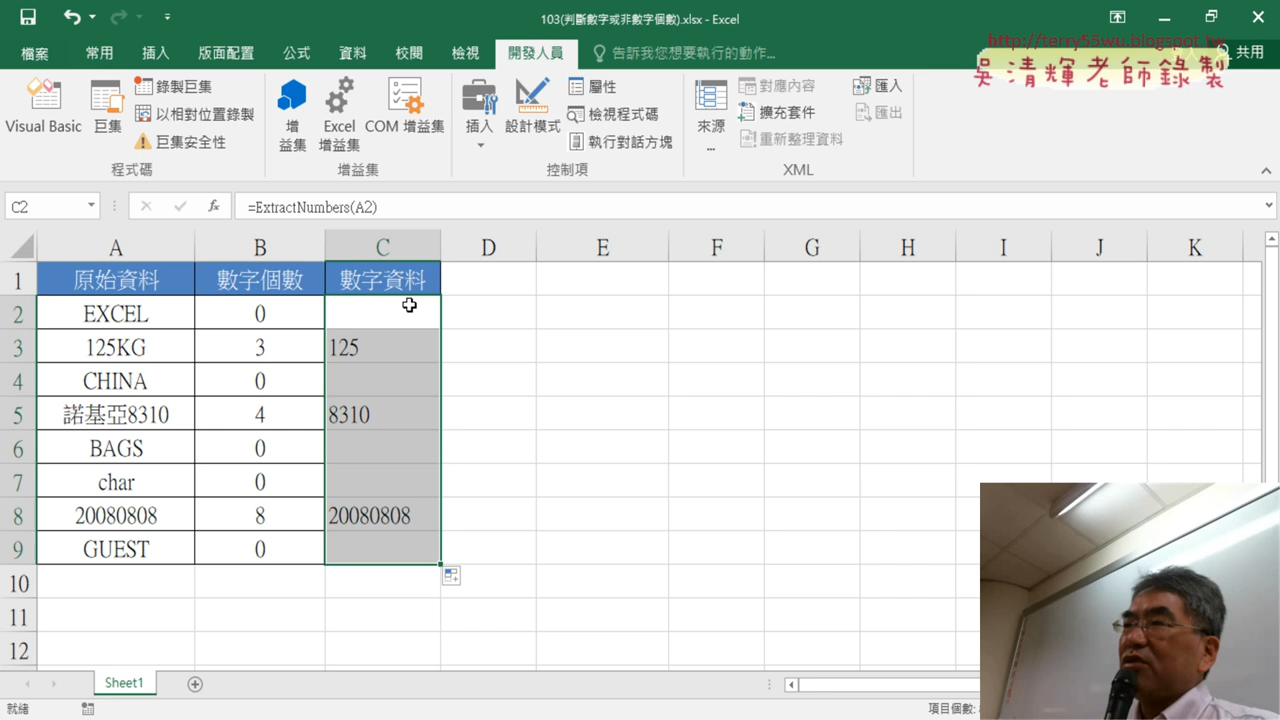 103(判斷數字或非數字個數).xlsx - Excel
http://terry55wu.blogspot.tw
吳清輝老師錄製
檔案 常用 插入 版面配置 公式 資料 校閱 檢視 開發人員 告訴我您想要執行的動作... 共用
Visual Basic
巨集
錄製巨集
以相對位置錄製
巨集安全性
程式碼
增益集
Excel 增益集
COM 增益集
增益集
插入
設計模式
屬性
檢視程式碼
執行對話方塊
控制項
來源
...
對應內容
擴充套件
重新整理資料
匯入
匯出
XML
C2 fx =ExtractNumbers(A2)
A B C D E F G H I J K
1 原始資料 數字個數 數字資料
2 EXCEL 0
3 125KG 3 125
4 CHINA 0
5 諾基亞8310 4 8310
6 BAGS 0
7 char 0
8 20080808 8 20080808
9 GUEST 0
10
11
12
Sheet1
就緒
項目個數: